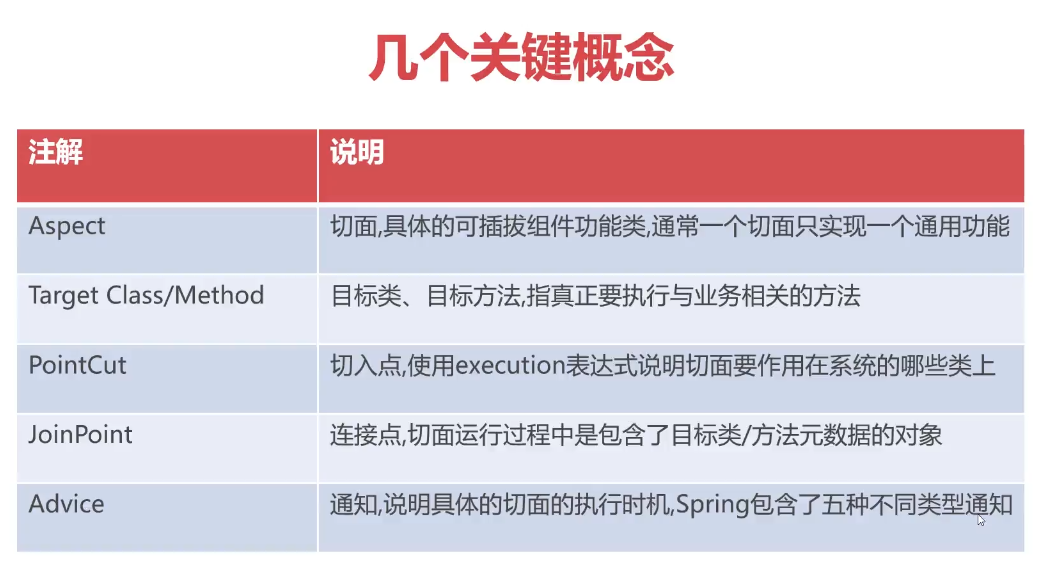 几个关键概念
注解
说明
Aspect
切面,具体的可插拔组件功能类,通常一个切面只实现一个通用功能
Target Class/Method
目标类、目标方法,指真正要执行与业务相关的方法
PointCut
切入点,使用execution表达式说明切面要作用在系统的哪些类上
JoinPoint
连接点,切面运行过程中是包含了目标类/方法元数据的对象
Advice
通知,说明具体的切面的执行时机,Spring包含了五种不同类型通知